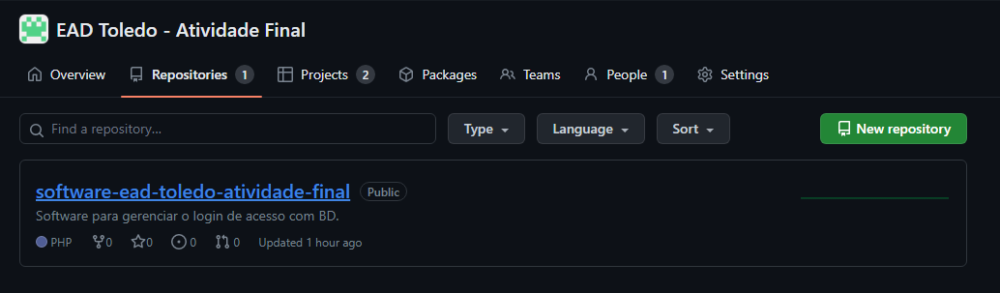 EAD Toledo - Atividade Final
Overview Repositories 1 Projects 2 Packages Teams People 1 Settings
Find a repository... Type Language Sort New repository
software-ead-toledo-atividade-final Public
Software para gerenciar o login de acesso com BD.
PHP 0 0 0 0 Updated 1 hour ago